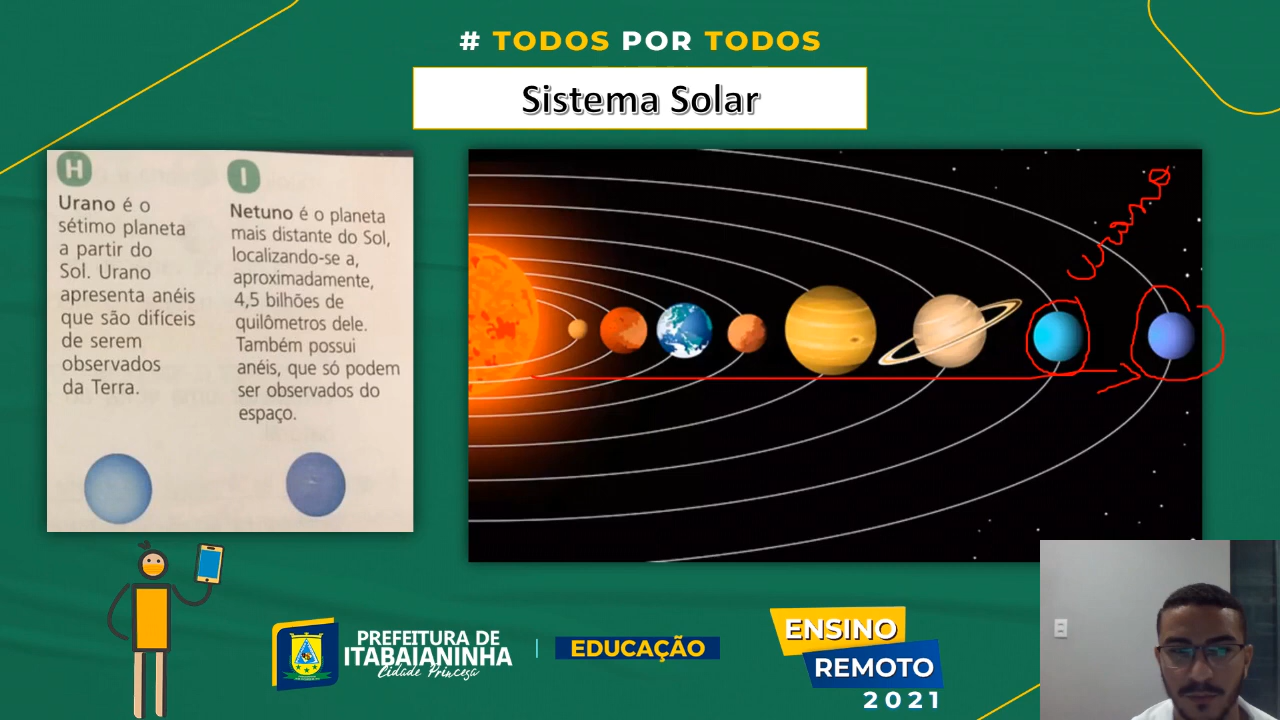 # TODOS POR TODOS
Sistema Solar
H
Urano é o
sétimo planeta
a partir do
Sol. Urano
apresenta anéis
que são difíceis
de serem
observados
da Terra.
I
Netuno é o planeta
mais distante do Sol,
localizando-se a,
aproximadamente,
4,5 bilhões de
quilômetros dele.
Também possui
anéis, que só podem
ser observados do
espaço.
urano
PREFEITURA DE
ITABAIANINHA
Cidade Princesa
EDUCAÇÃO
ENSINO
REMOTO
2021